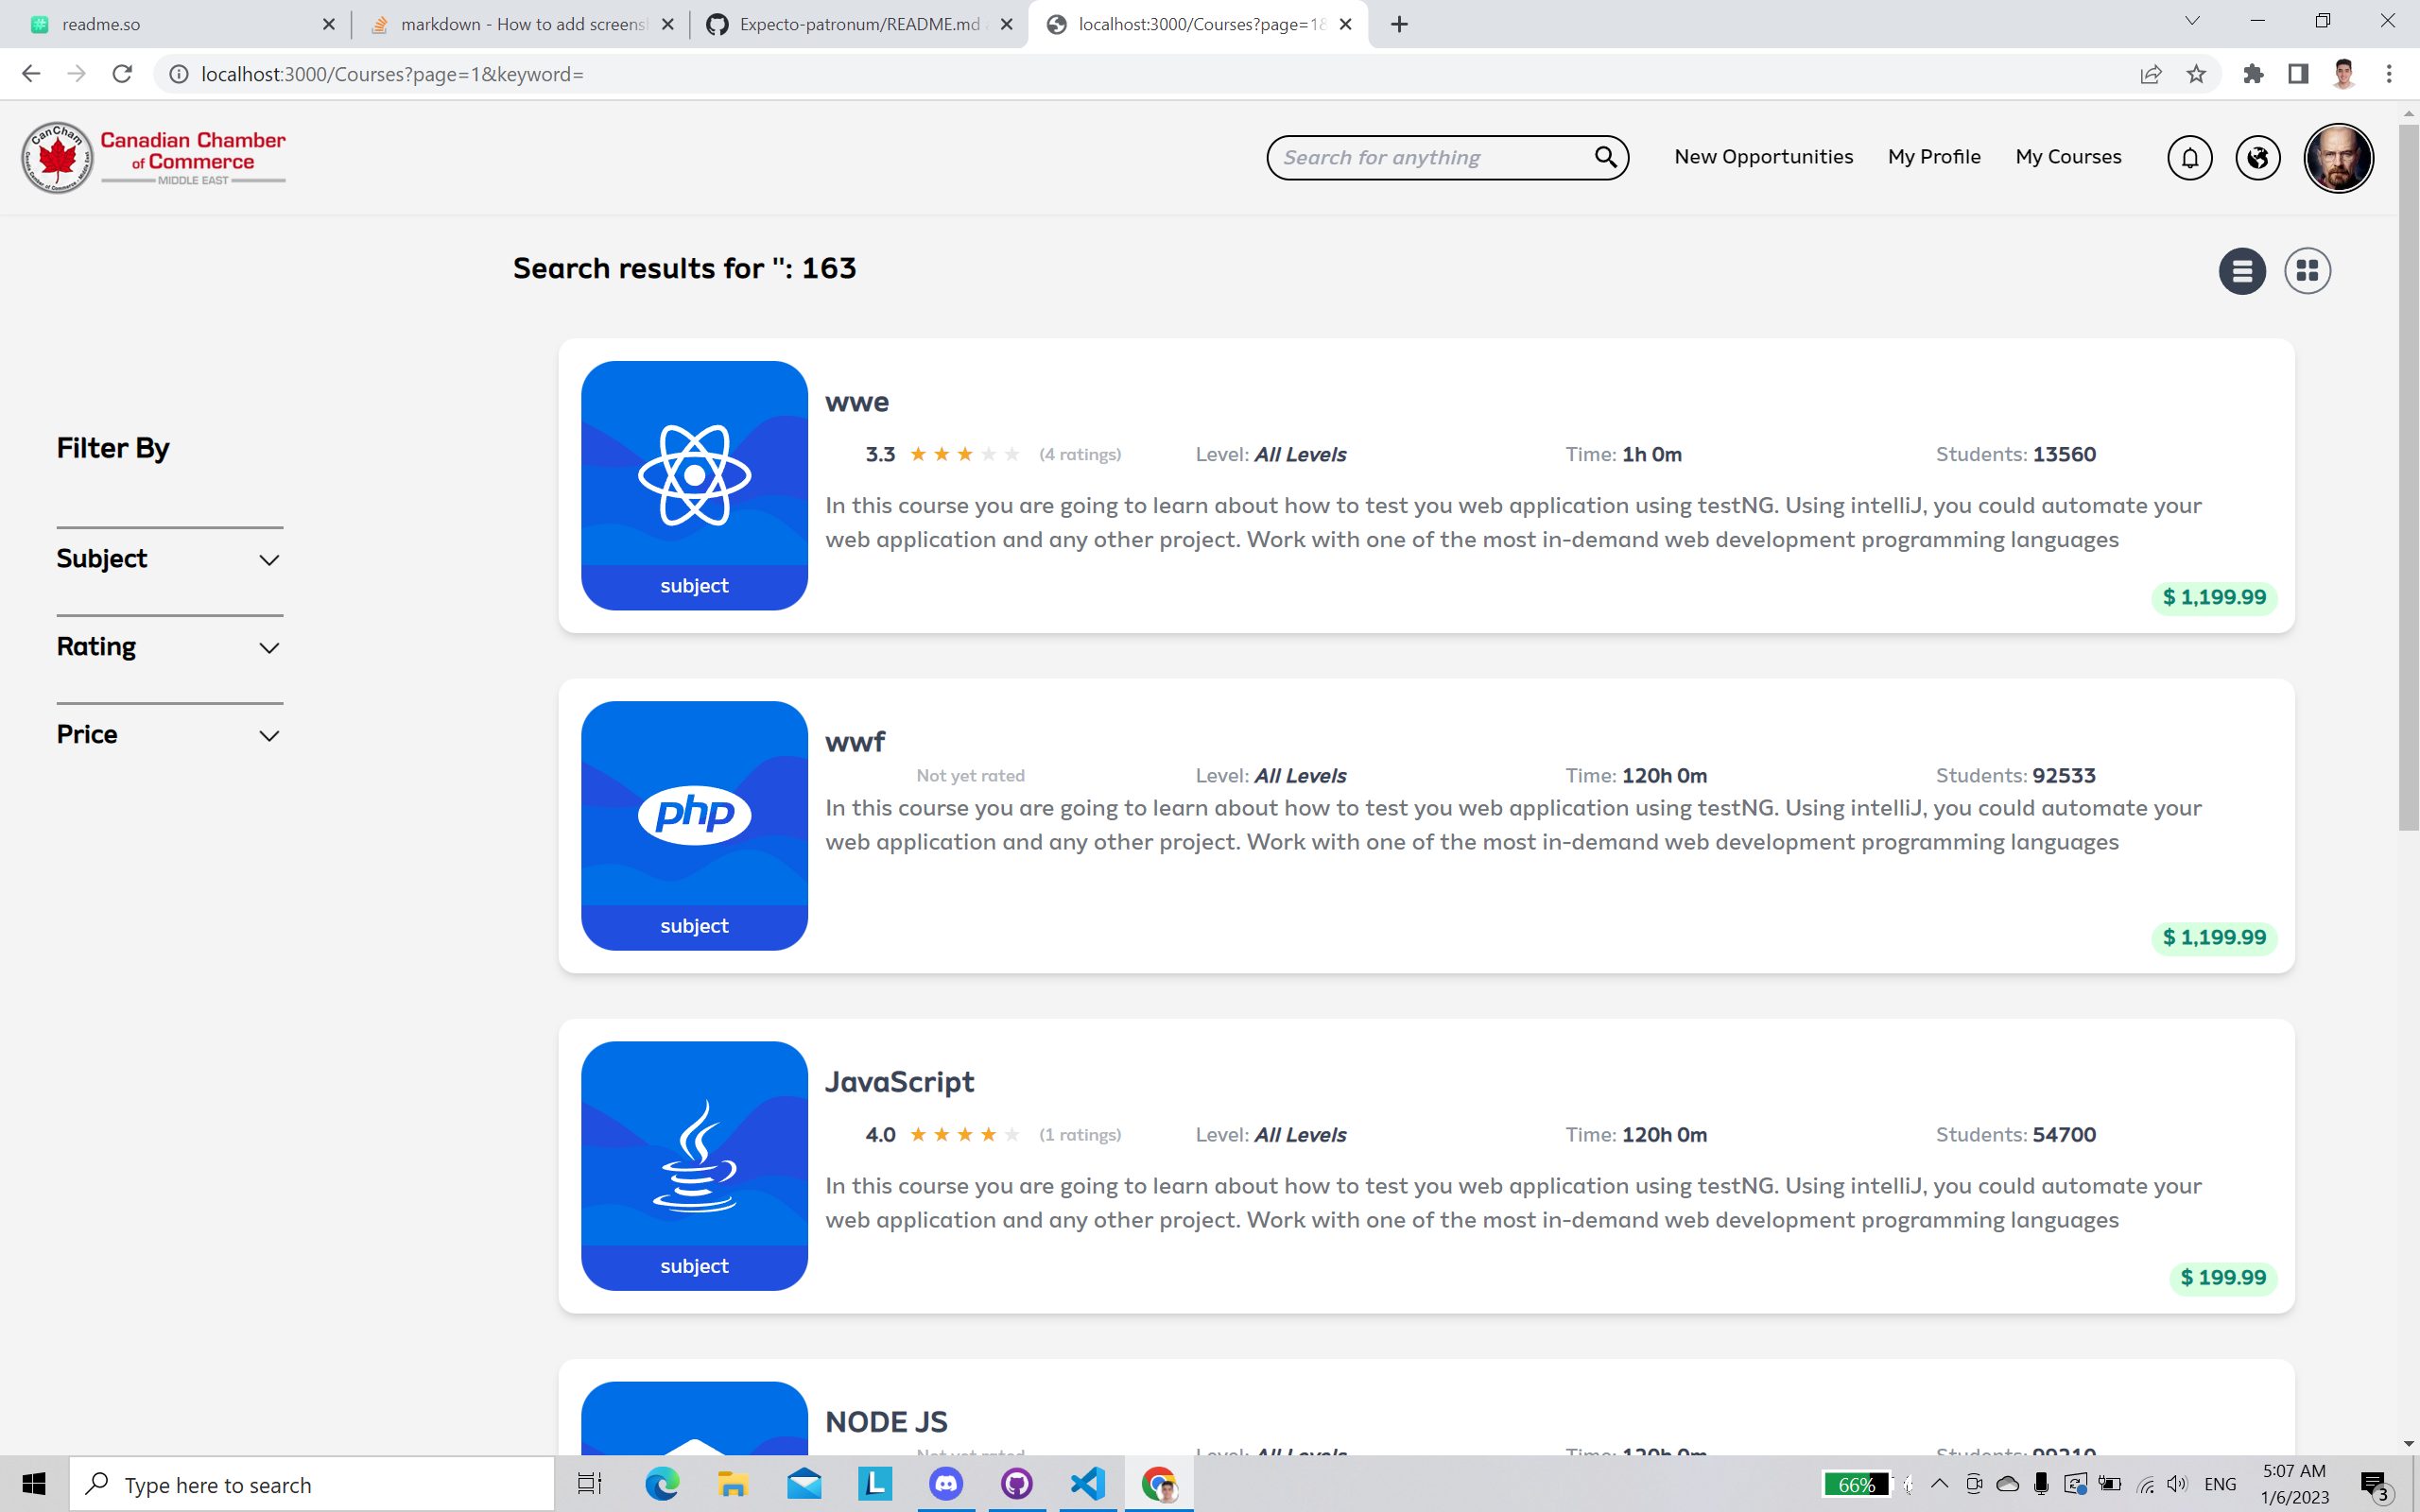 readme.so
markdown - How to add screensh
Expecto-patronum/README.md
localhost:3000/Courses?page=1&
localhost:3000/Courses?page=1&keyword=
CanCham
Canadian Chamber
of Commerce
MIDDLE EAST
Search for anything
New Opportunities
My Profile
My Courses
Search results for '': 163
Filter By
Subject
Rating
Price
wwe
3.3 (4 ratings) Level: All Levels Time: 1h 0m Students: 13560
In this course you are going to learn about how to test you web application using testNG. Using intelliJ, you could automate your
web application and any other project. Work with one of the most in-demand web development programming languages
subject
$ 1,199.99
php
wwf
Not yet rated Level: All Levels Time: 120h 0m Students: 92533
In this course you are going to learn about how to test you web application using testNG. Using intelliJ, you could automate your
web application and any other project. Work with one of the most in-demand web development programming languages
subject
$ 1,199.99
JavaScript
4.0 (1 ratings) Level: All Levels Time: 120h 0m Students: 54700
In this course you are going to learn about how to test you web application using testNG. Using intelliJ, you could automate your
web application and any other project. Work with one of the most in-demand web development programming languages
subject
$ 199.99
NODE JS
Not yet rated Level: All Levels Time: 120h 0m Students: 99210
Type here to search
L
66%
ENG
5:07 AM
1/6/2023
3